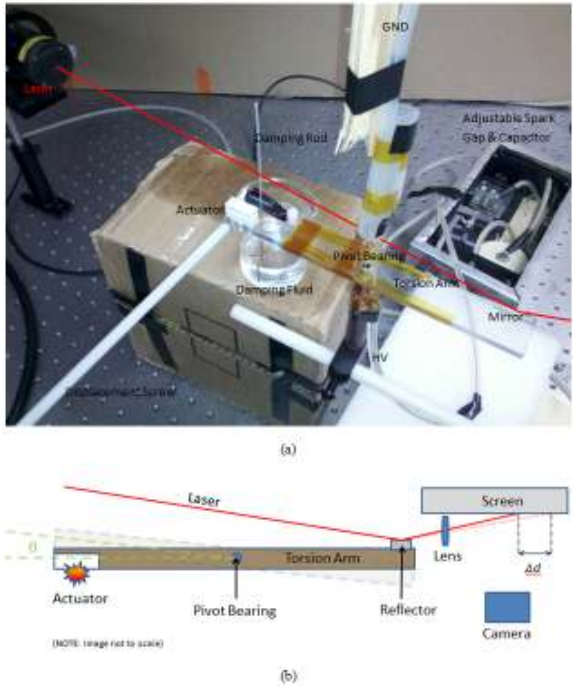 GND
Laser
Adjustable Spark
Gap & Capacitor
Damping Rod
Actuator
Pivot Bearing
Torsion Arm
Damping Fluid
Mirror
HV
Displacement
(a)
Laser
Screen
θ
Torsion Arm
Lens
Δd
Actuator
Pivot Bearing
Reflector
Camera
(NOTE: Image not to scale)
(b)